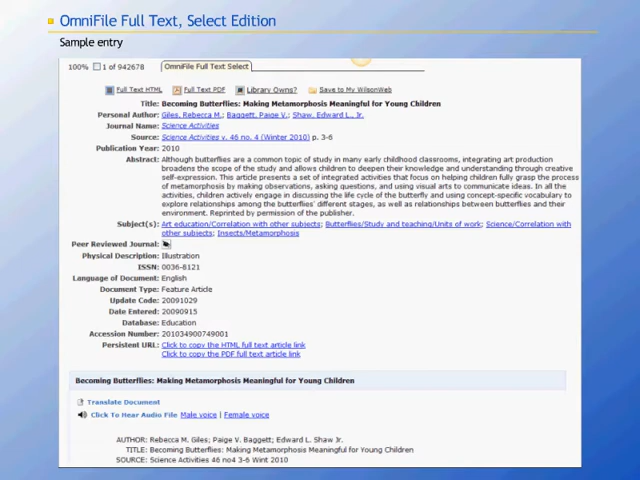 OmniFile Full Text, Select Edition
Sample entry
100% 1 of 942678 OmniFile Full Text Select
Full Text HTML Full Text PDF Library Owns? Save to My WilsonWeb
Title: Becoming Butterflies: Making Metamorphosis Meaningful for Young Children
Personal Author: Giles, Rebecca M.; Baggett, Paige V.; Shaw, Edward L., Jr.
Journal Name: Science Activities
Source: Science Activities v. 46 no. 4 (Winter 2010) p. 3-6
Publication Year: 2010
Abstract: Although butterflies are a common topic of study in many early childhood classrooms, integrating art production
broadens the scope of the study and allows children to deepen their knowledge and understanding through creative
self-expression. This article presents a set of integrated activities that focus on helping children fully grasp the process
of metamorphosis by making observations, asking questions, and using visual arts to communicate ideas. In all the
activities, children actively engage in discussing the life cycle of the butterfly and using concept-specific vocabulary to
explore relationships among the butterflies' different stages, as well as relationships between butterflies and their
environment. Reprinted by permission of the publisher.
Subject(s): Art education/Correlation with other subjects; Butterflies/Study and teaching/Units of work; Science/Correlation with
other subjects; Insects/Metamorphosis
Peer Reviewed Journal:
Physical Description: Illustration
ISSN: 0036-8121
Language of Document: English
Document Type: Feature Article
Update Code: 20091029
Date Entered: 20090915
Database: Education
Accession Number: 201034900749001
Persistent URL: Click to copy the HTML full text article link
Click to copy the PDF full text article link
Becoming Butterflies: Making Metamorphosis Meaningful for Young Children
Translate Document
Click To Hear Audio File Male voice | Female voice
AUTHOR: Rebecca M. Giles; Paige V. Baggett; Edward L. Shaw Jr.
TITLE: Becoming Butterflies: Making Metamorphosis Meaningful for Young Children
SOURCE: Science Activities 46 no4 3-6 Wint 2010